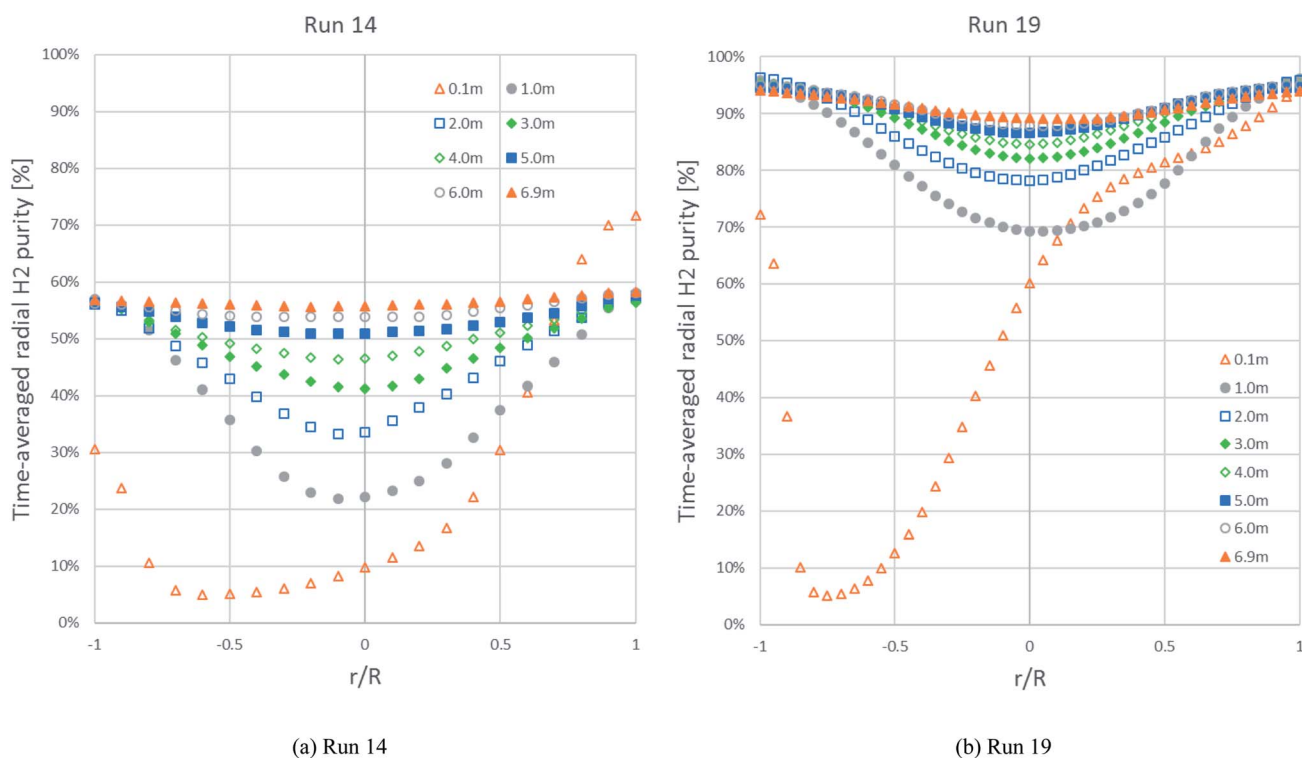 Run 14
Time-averaged radial H2 purity [%]
100%
90%
80%
70%
60%
50%
40%
30%
20%
10%
0%
0.1m 1.0m
2.0m 3.0m
4.0m 5.0m
6.0m 6.9m
-1 -0.5 0 0.5 1
r/R
(a) Run 14
Run 19
Time-averaged radial H2 purity [%]
100%
90%
80%
70%
60%
50%
40%
30%
20%
10%
0%
0.1m
1.0m
2.0m
3.0m
4.0m
5.0m
6.0m
6.9m
-1 -0.5 0 0.5 1
r/R
(b) Run 19